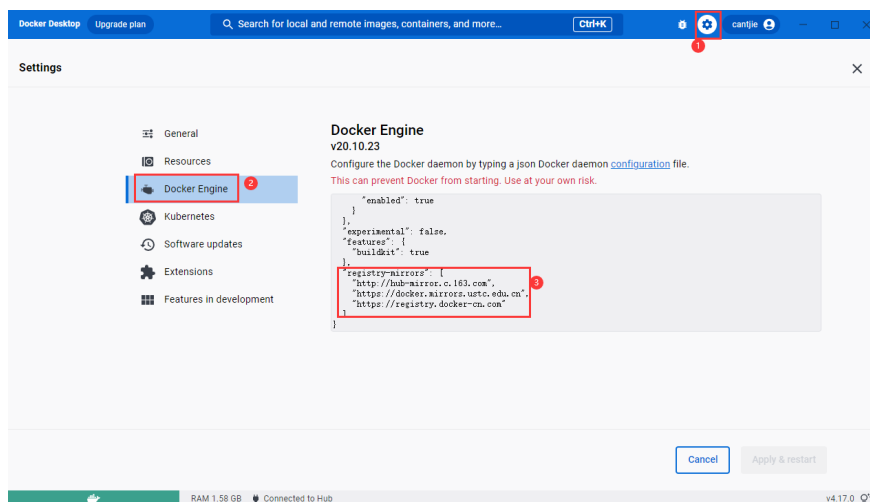 Docker Desktop Upgrade plan Search for local and remote images, containers, and more... Ctrl+K cantjie
1
Settings
General
Resources
Docker Engine 2
Kubernetes
Software updates
Extensions
Features in development
Docker Engine
v20.10.23
Configure the Docker daemon by typing a json Docker daemon configuration file.
This can prevent Docker from starting. Use at your own risk.
"enabled": true
}
},
"experimental": false,
"features": {
"buildkit": true
},
"registry-mirrors": [
"http://hub-mirror.c.163.com",
"https://docker.mirrors.ustc.edu.cn",
"https://registry.docker-cn.com"
]
}
3
Cancel Apply & restart
RAM 1.58 GB Connected to Hub v4.17.0